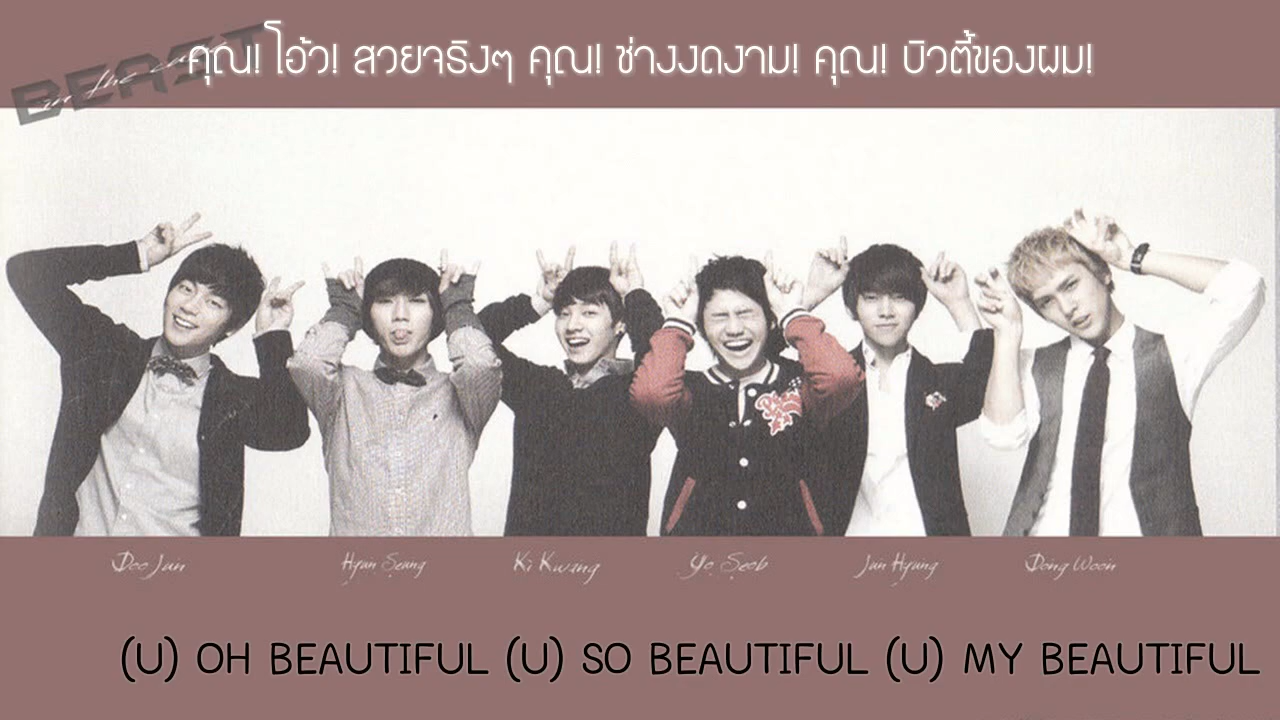 BEAST
คุณ! โอ้ว! สวยจริงๆ คุณ! ช่างงดงาม! คุณ! บิวตี้ของผม!
Doo Jun Hyun Seung Ki Kwang Yo Seob Jun Hyung Dong Woon
(U) OH BEAUTIFUL (U) SO BEAUTIFUL (U) MY BEAUTIFUL